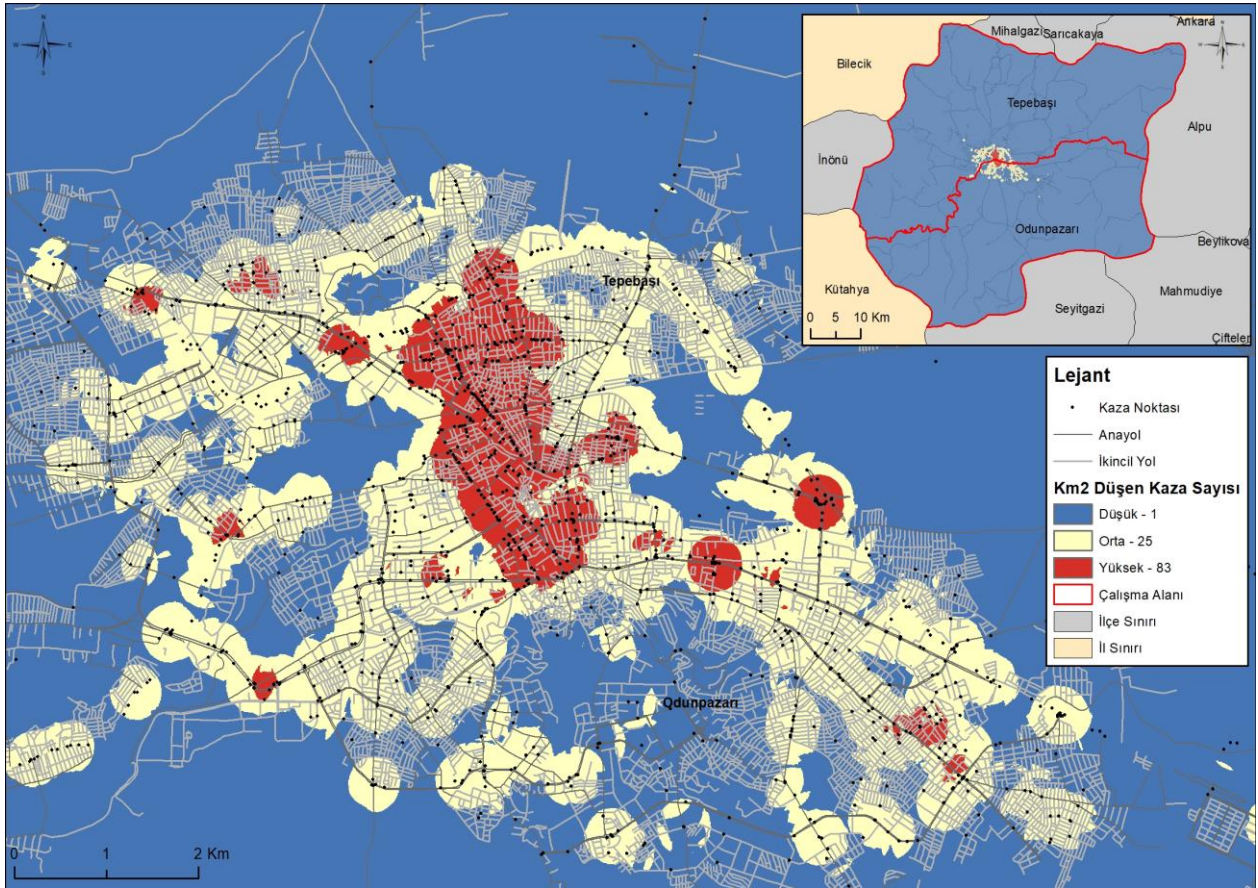 N
W
E
S
Tepebaşı
Qdunpazarı
0 1 2 Km
Ankara
Mihalgazi
Sarıcakaya
Bilecik
Tepebaşı
Alpu
İnönü
Odunpazarı
Beylikova
Kütahya
Mahmudiye
Seyitgazi
0 5 10 Km
Çifteler
Lejant
Kaza Noktası
Anayol
İkincil Yol
Km2 Düşen Kaza Sayısı
Düşük - 1
Orta - 25
Yüksek - 83
Çalışma Alanı
İlçe Sınırı
İl Sınırı